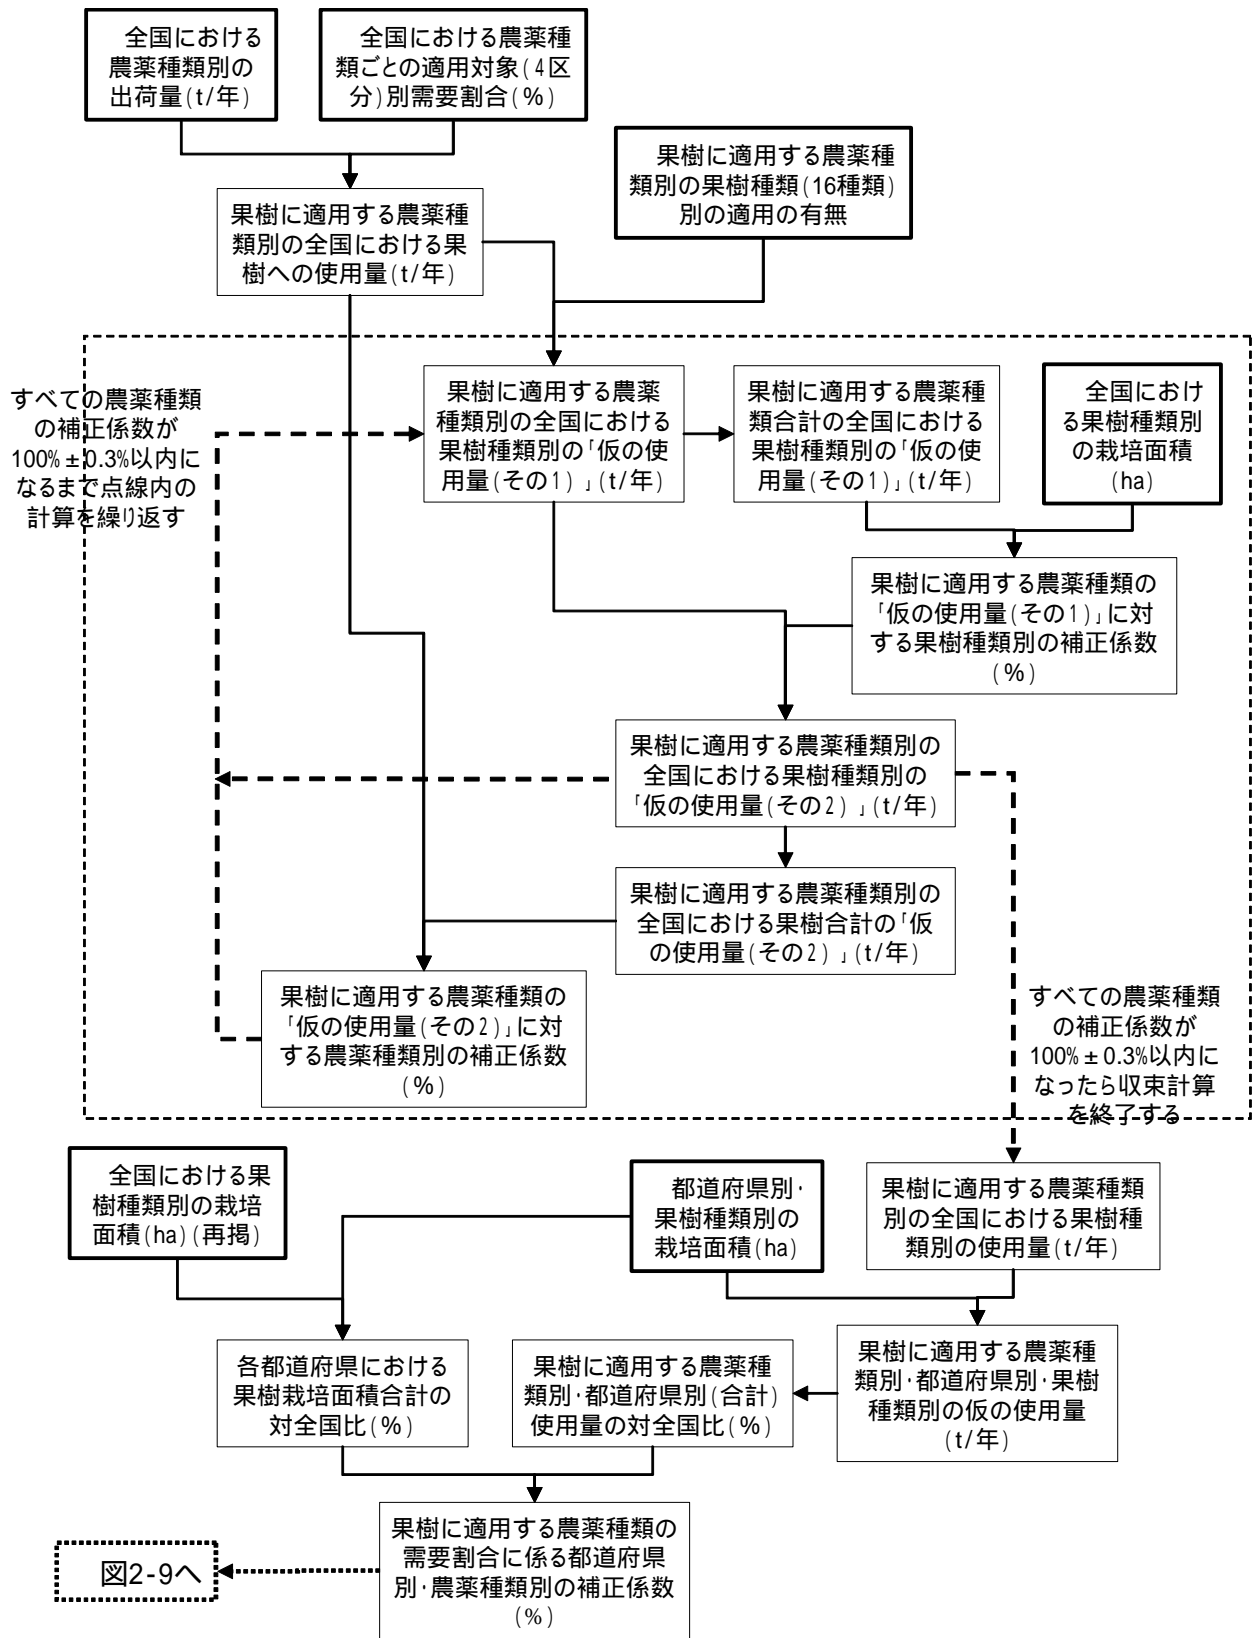 全国における
農薬種類別の
出荷量(t/年)
全国における農薬種
類ごとの適用対象(4区
分)別需要割合(%)
果樹に適用する農薬種
類別の果樹種類(16種類)
別の適用の有無
果樹に適用する農薬種
類別の全国における果
樹への使用量(t/年)
すべての農薬種類
の補正係数が
100%±0.3%以内に
なるまで点線内の
計算を繰り返す
果樹に適用する農薬
種類別の全国における
果樹種類別の「仮の使
用量(その1)」(t/年)
果樹に適用する農薬種
類合計の全国における
果樹種類別の「仮の使
用量(その1)」(t/年)
全国におけ
る果樹種類別
の栽培面積
(ha)
果樹に適用する農薬種類の
「仮の使用量(その1)」に対
する果樹種類別の補正係数
(%)
果樹に適用する農薬種類別の
全国における果樹種類別の
「仮の使用量(その2)」(t/年)
果樹に適用する農薬種類別の
全国における果樹合計の「仮
の使用量(その2)」(t/年)
果樹に適用する農薬種類の
「仮の使用量(その2)」に対
する農薬種類別の補正係数
(%)
すべての農薬種類
の補正係数が
100%±0.3%以内に
なったら収束計算
を終了する
全国における果
樹種類別の栽培
面積(ha)(再掲)
都道府県別・
果樹種類別の
栽培面積(ha)
果樹に適用する農薬種類
別の全国における果樹種
類別の使用量(t/年)
各都道府県における
果樹栽培面積合計の
対全国比(%)
果樹に適用する農薬種
類別・都道府県別(合計)
使用量の対全国比(%)
果樹に適用する農薬種
類別・都道府県別・果樹
種類別の仮の使用量
(t/年)
果樹に適用する農薬種類の
需要割合に係る都道府県
別・農薬種類別の補正係数
(%)
図2-9へ